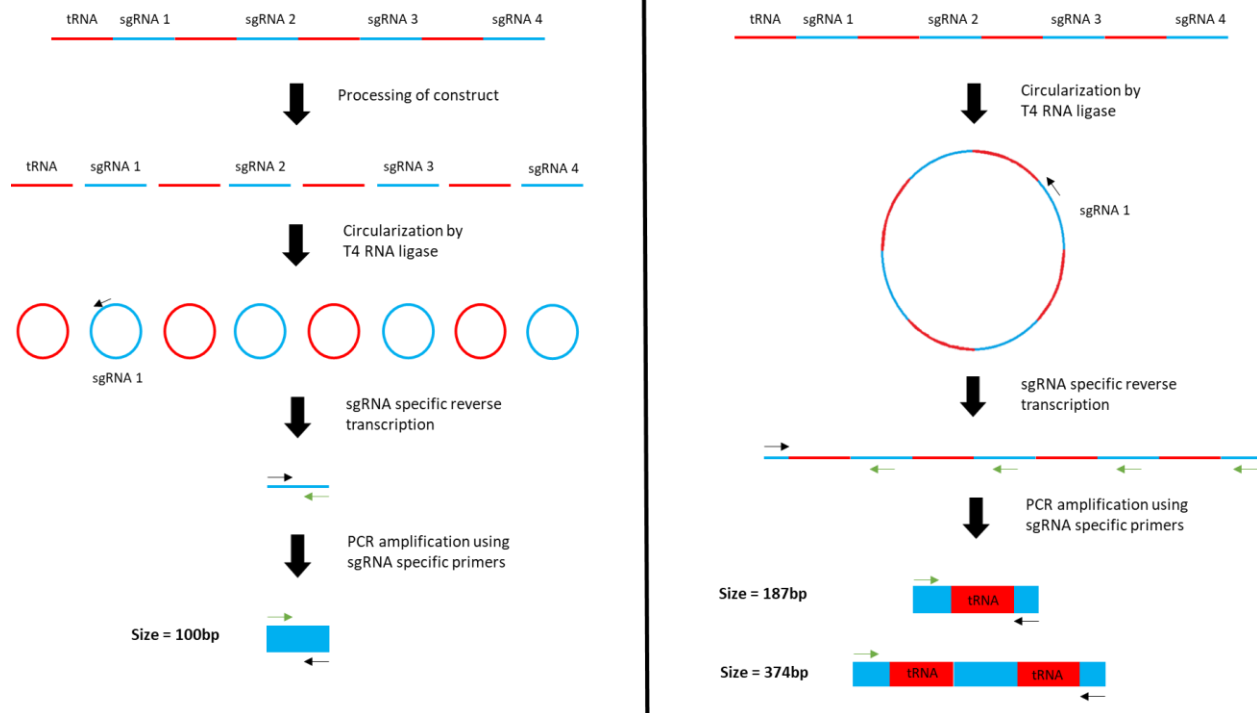 tRNA sgRNA 1 sgRNA 2 sgRNA 3 sgRNA 4
Processing of construct
tRNA sgRNA 1 sgRNA 2 sgRNA 3 sgRNA 4
Circularization by
T4 RNA ligase
sgRNA 1
sgRNA specific reverse
transcription
PCR amplification using
sgRNA specific primers
Size = 100bp
tRNA sgRNA 1 sgRNA 2 sgRNA 3 sgRNA 4
Circularization by
T4 RNA ligase
sgRNA 1
sgRNA specific reverse
transcription
PCR amplification using
sgRNA specific primers
Size = 187bp
tRNA
Size = 374bp
tRNA tRNA